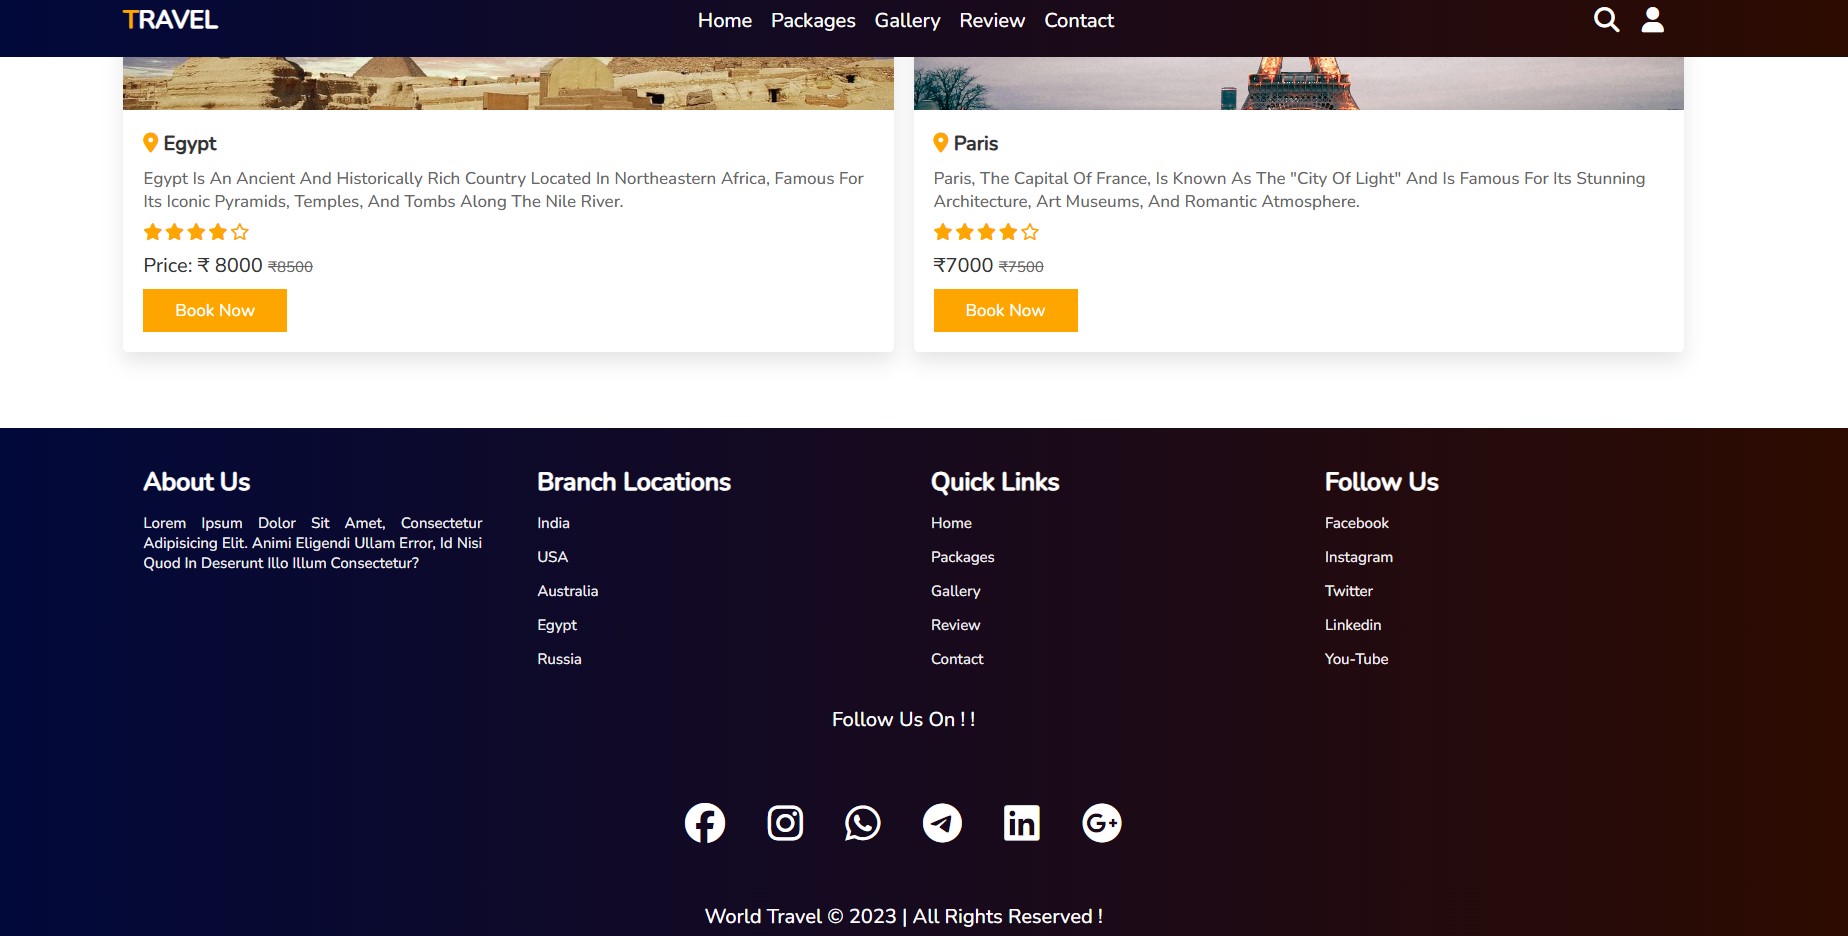 TRAVEL
Home Packages Gallery Review Contact
Egypt
Egypt Is An Ancient And Historically Rich Country Located In Northeastern Africa, Famous For
Its Iconic Pyramids, Temples, And Tombs Along The Nile River.
Price: ₹ 8000 ₹8500
Book Now
Paris
Paris, The Capital Of France, Is Known As The "City Of Light" And Is Famous For Its Stunning
Architecture, Art Museums, And Romantic Atmosphere.
₹7000 ₹7500
Book Now
About Us
Lorem Ipsum Dolor Sit Amet, Consectetur
Adipisicing Elit. Animi Eligendi Ullam Error, Id Nisi
Quod In Deserunt Illo Illum Consectetur?
Branch Locations
India
USA
Australia
Egypt
Russia
Quick Links
Home
Packages
Gallery
Review
Contact
Follow Us
Facebook
Instagram
Twitter
Linkedin
You-Tube
Follow Us On ! !
World Travel © 2023 | All Rights Reserved !